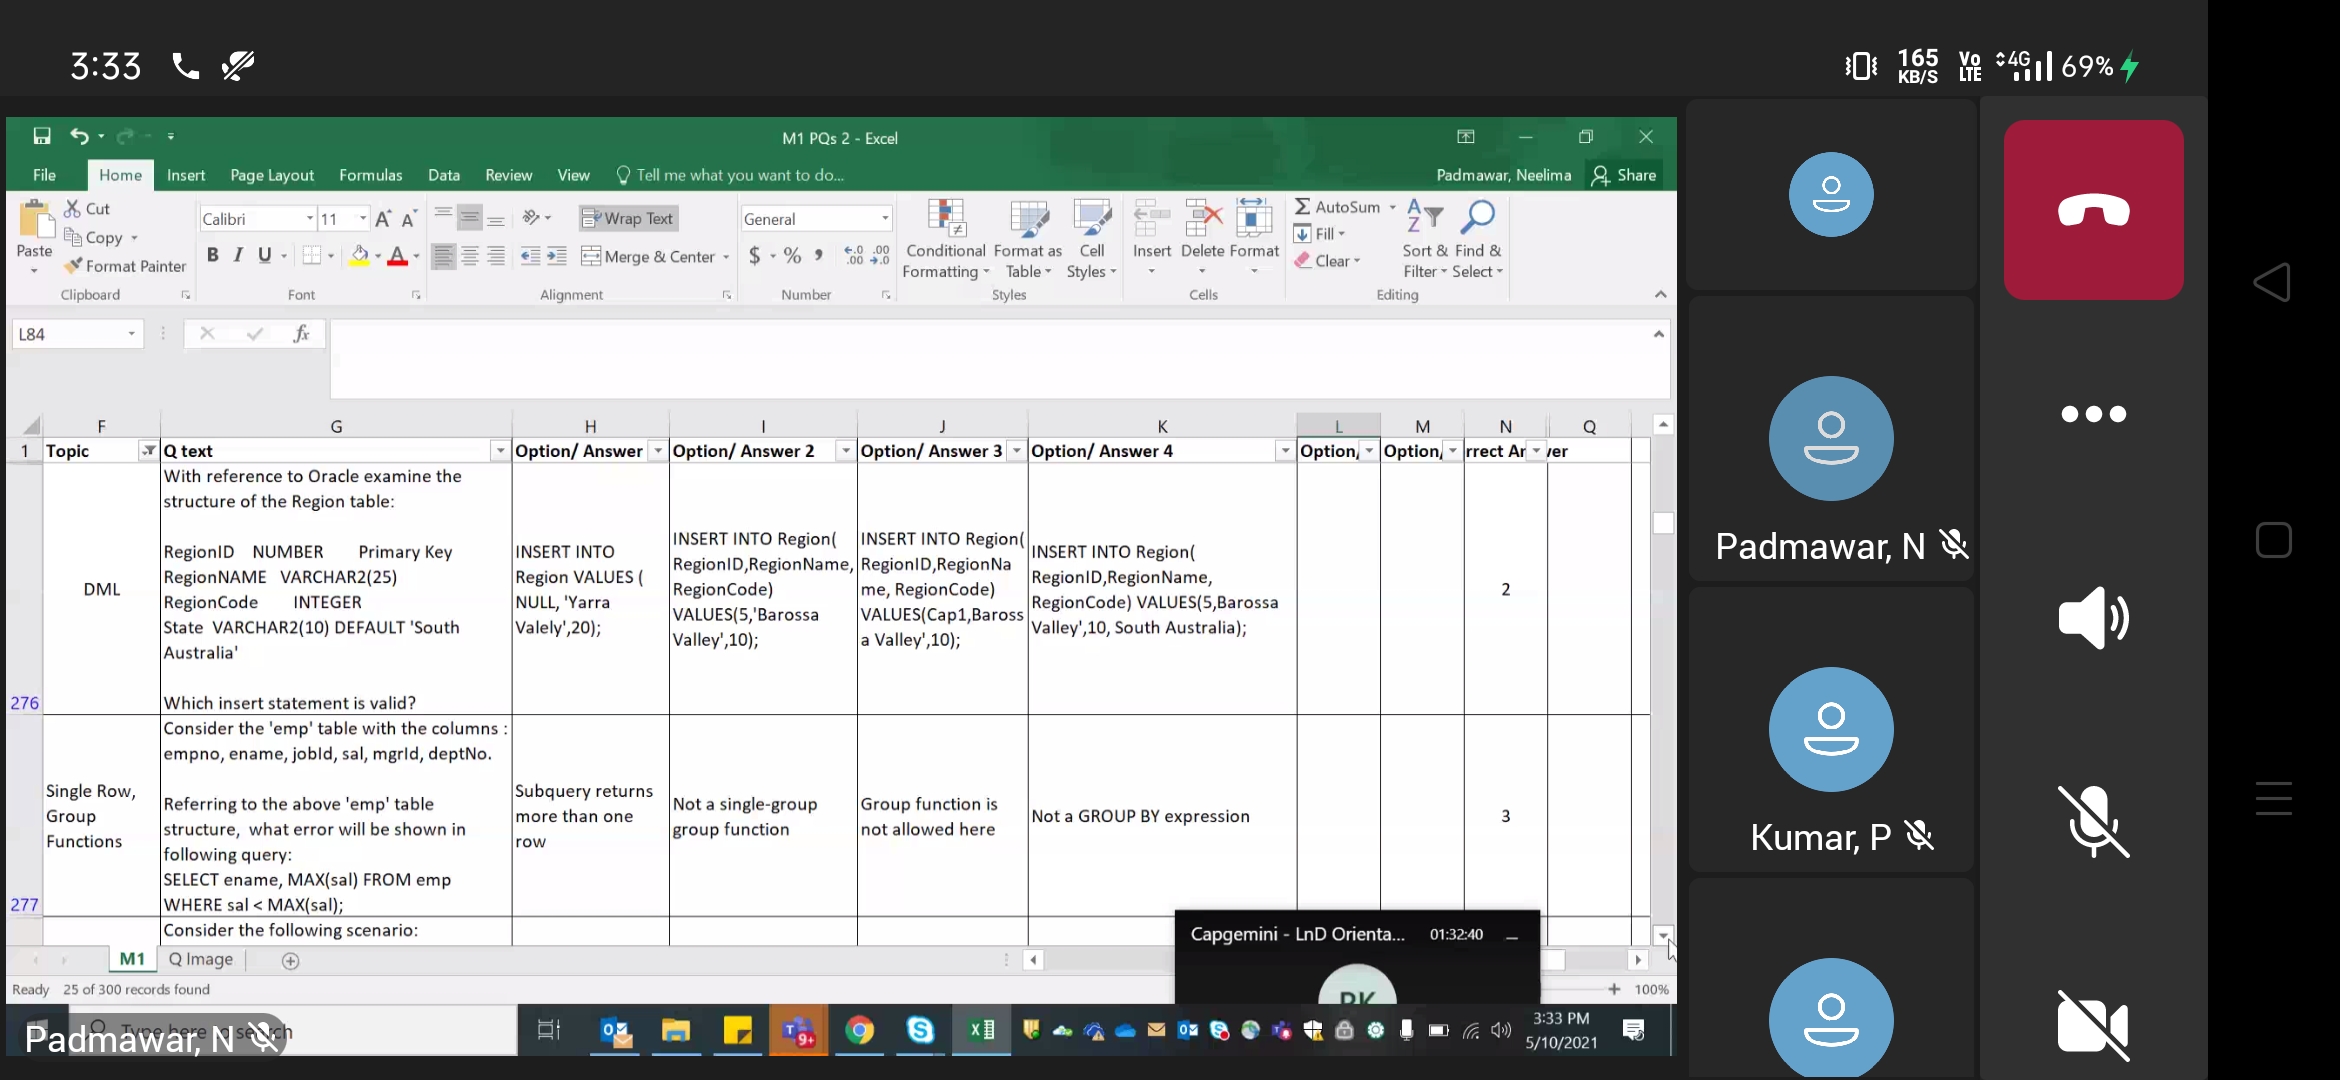 3:33
165 KB/S
Vo LTE
4G
69%
M1 PQs 2 - Excel
File Home Insert Page Layout Formulas Data Review View Tell me what you want to do... Padmawar, Neelima Share
Paste
Cut
Copy
Format Painter
Clipboard
Calibri 11
B I U
Font
Wrap Text
Merge & Center
Alignment
General
$ % ,
Number
Conditional Formatting
Format as Table
Cell Styles
Styles
Insert Delete Format
Cells
AutoSum
Fill
Clear
Sort & Filter
Find & Select
Editing
L84
fx
F G H I J K L M N Q
1 Topic Q text Option/ Answer Option/ Answer 2 Option/ Answer 3 Option/ Answer 4 Option/ Option/ rrect An ver
276
DML
With reference to Oracle examine the
structure of the Region table:
RegionID NUMBER Primary Key
RegionNAME VARCHAR2(25)
RegionCode INTEGER
State VARCHAR2(10) DEFAULT 'South
Australia'
Which insert statement is valid?
INSERT INTO
Region VALUES (
NULL, 'Yarra
Valely',20);
INSERT INTO Region(
RegionID,RegionName,
RegionCode)
VALUES(5,'Barossa
Valley',10);
INSERT INTO Region(
RegionID,RegionNa
me, RegionCode)
VALUES(Cap1,Baross
a Valley',10);
INSERT INTO Region(
RegionID,RegionName,
RegionCode) VALUES(5,Barossa
Valley',10, South Australia);
2
277
Single Row,
Group
Functions
Consider the 'emp' table with the columns :
empno, ename, jobId, sal, mgrId, deptNo.
Referring to the above 'emp' table
structure, what error will be shown in
following query:
SELECT ename, MAX(sal) FROM emp
WHERE sal < MAX(sal);
Subquery returns
more than one
row
Not a single-group
group function
Group function is
not allowed here
Not a GROUP BY expression
3
Consider the following scenario:
Capgemini - LnD Orienta... 01:32:40
M1 Q Image
Ready 25 of 300 records found
100%
Type here to search
9+
3:33 PM
5/10/2021
Padmawar, N
Padmawar, N
Kumar, P